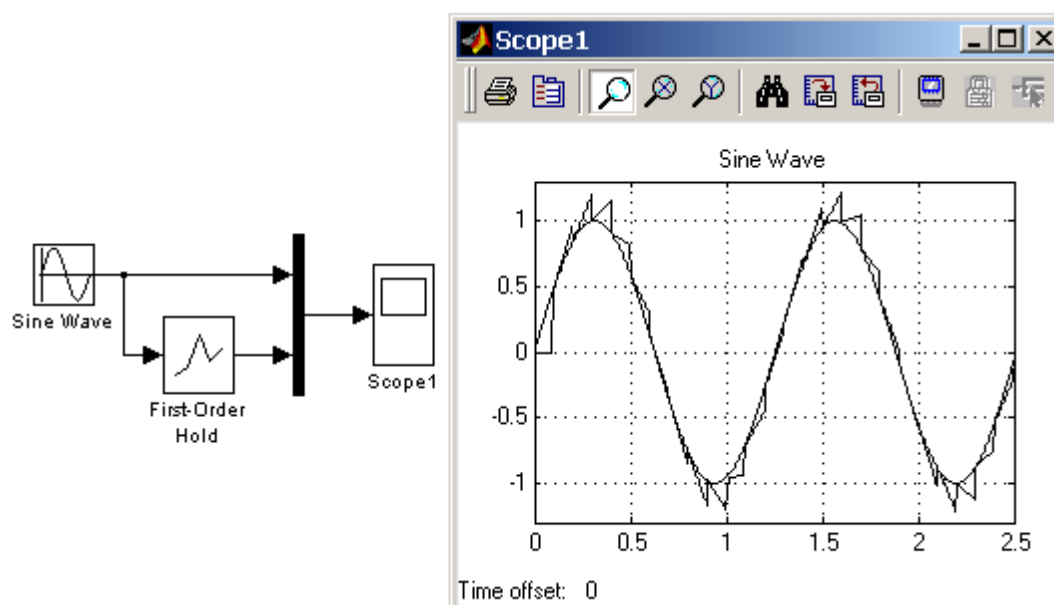 Scope1
Sine Wave
1
0.5
0
-0.5
-1
0 0.5 1 1.5 2 2.5
Time offset: 0
Sine Wave
First-Order
Hold
Scope1